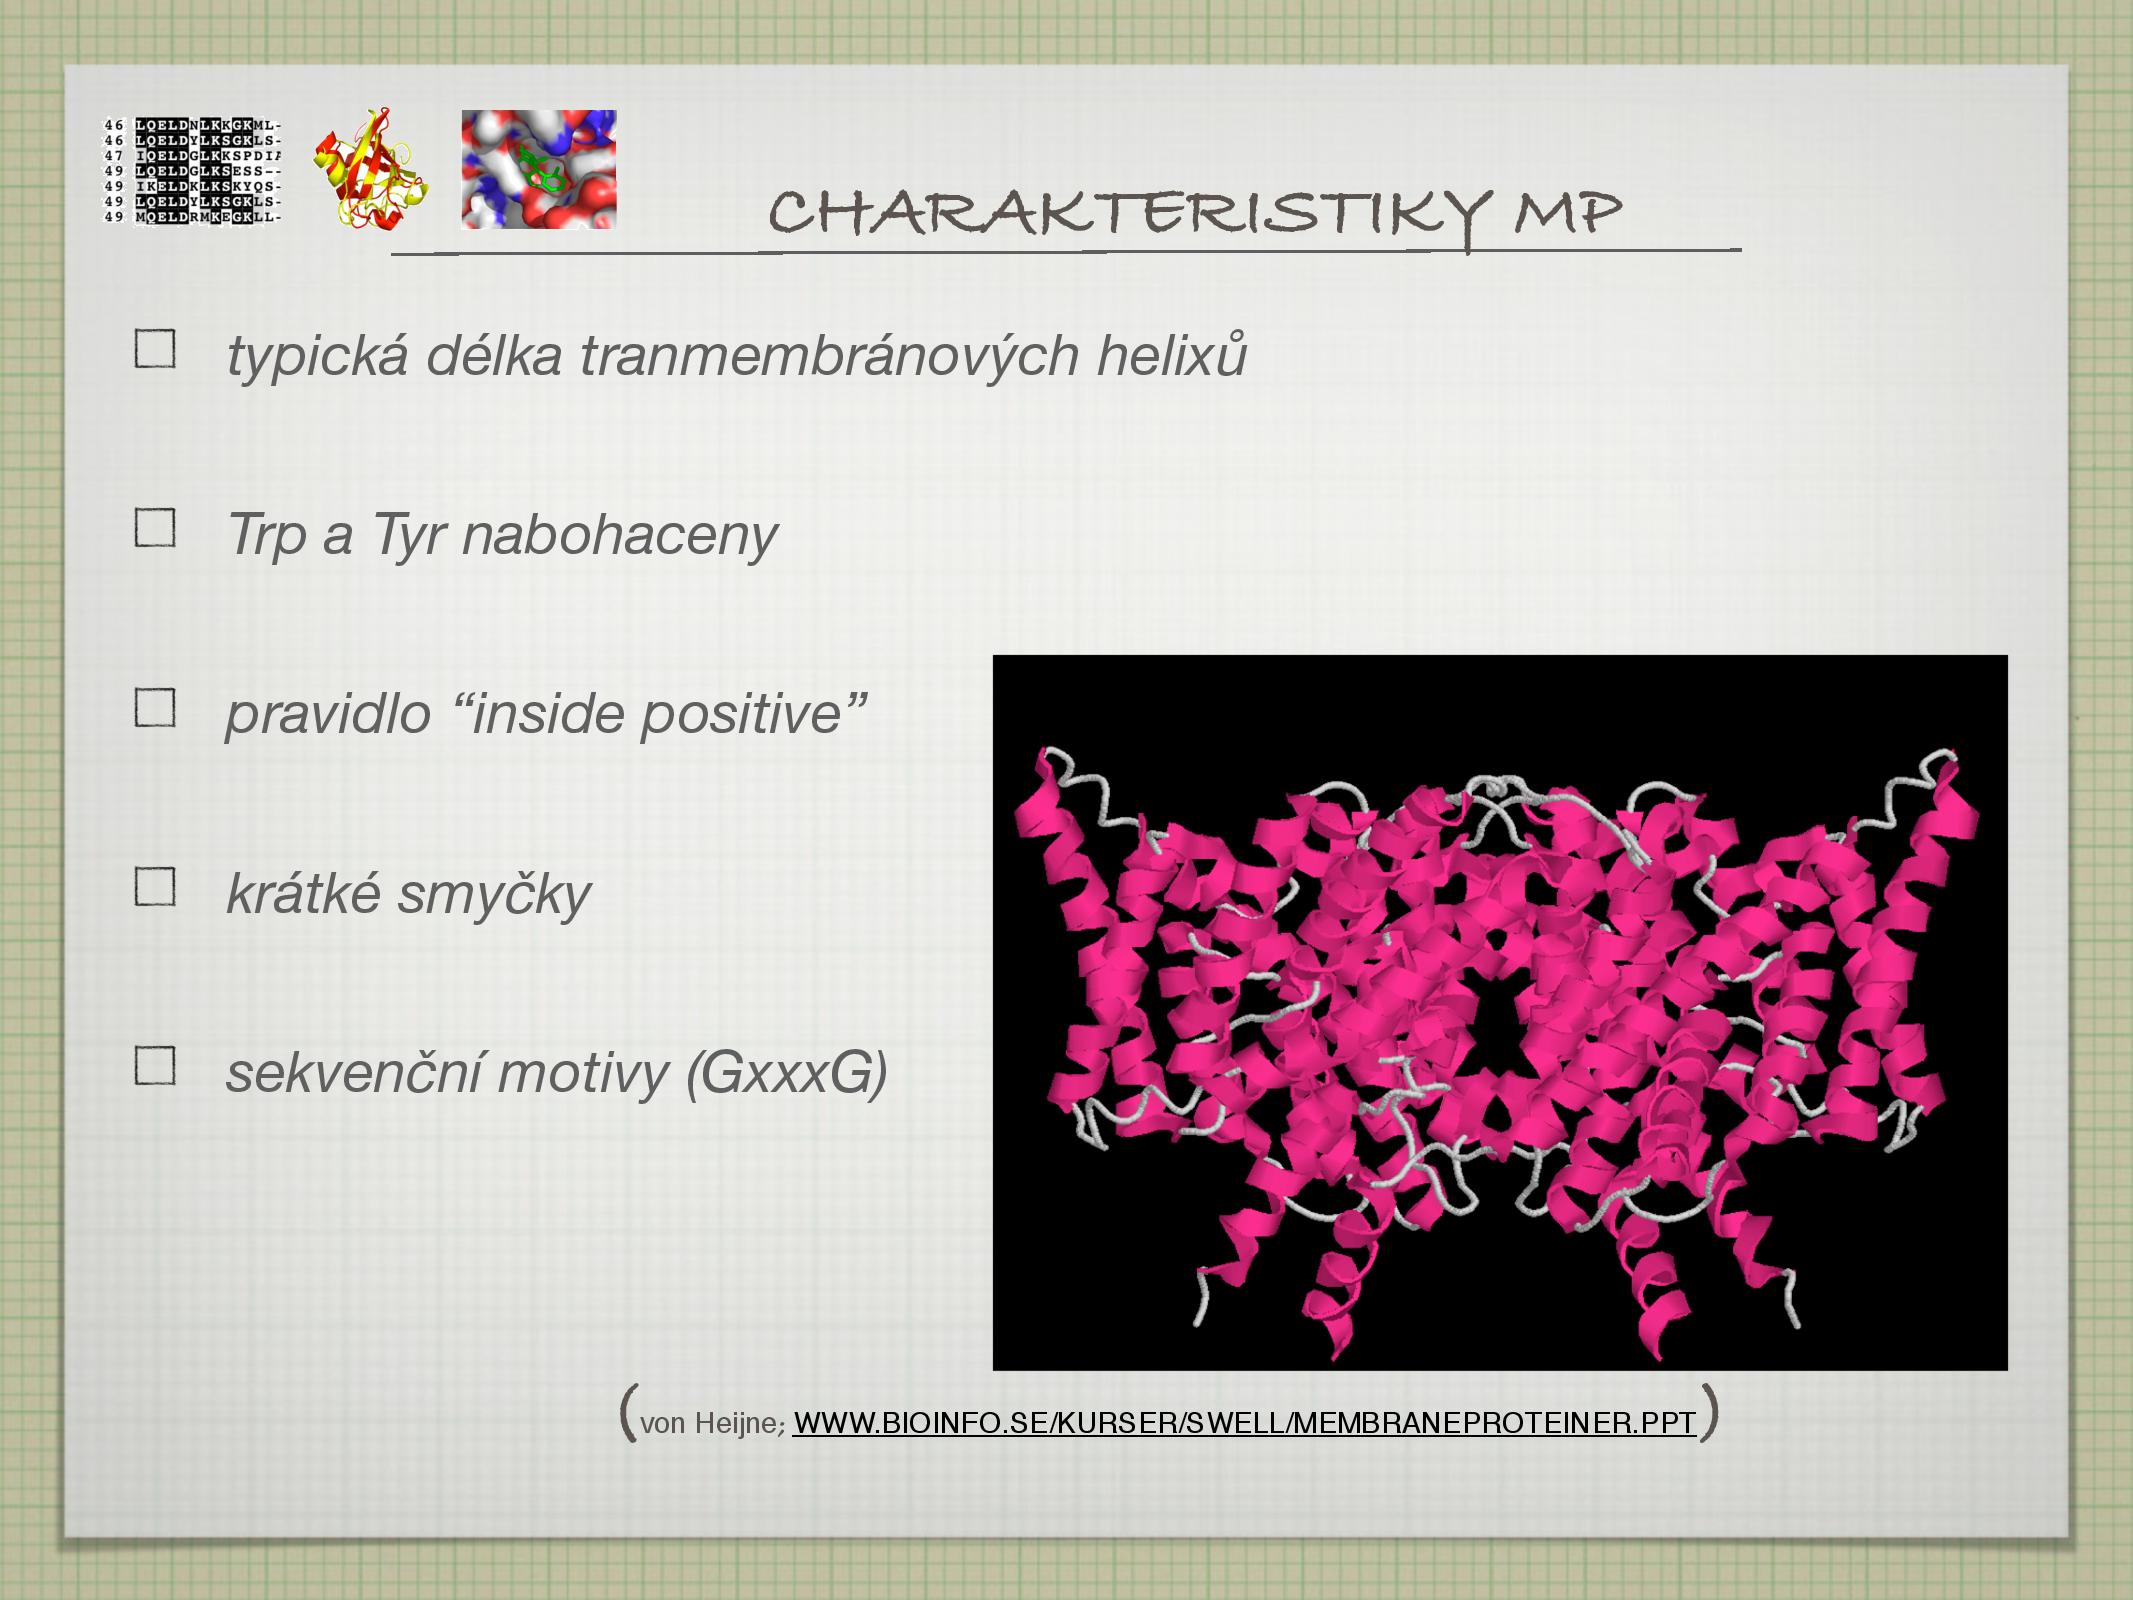 46 LQELDNLKKGKML-
46 LQELDYLKSGKLS-
47 IQELDGLKKSPDIA
49 LQELDGLKSESS--
49 IKELDKLKSKYQS-
49 LQELDYLKSGKLS-
49 MQELDRMKEGKLL-
CHARAKTERISTIKY MP
typická délka tranmembránových helixů
Trp a Tyr nabohaceny
pravidlo “inside positive”
krátké smyčky
sekvenční motivy (GxxxG)
(von Heijne; WWW.BIOINFO.SE/KURSER/SWELL/MEMBRANEPROTEINER.PPT)